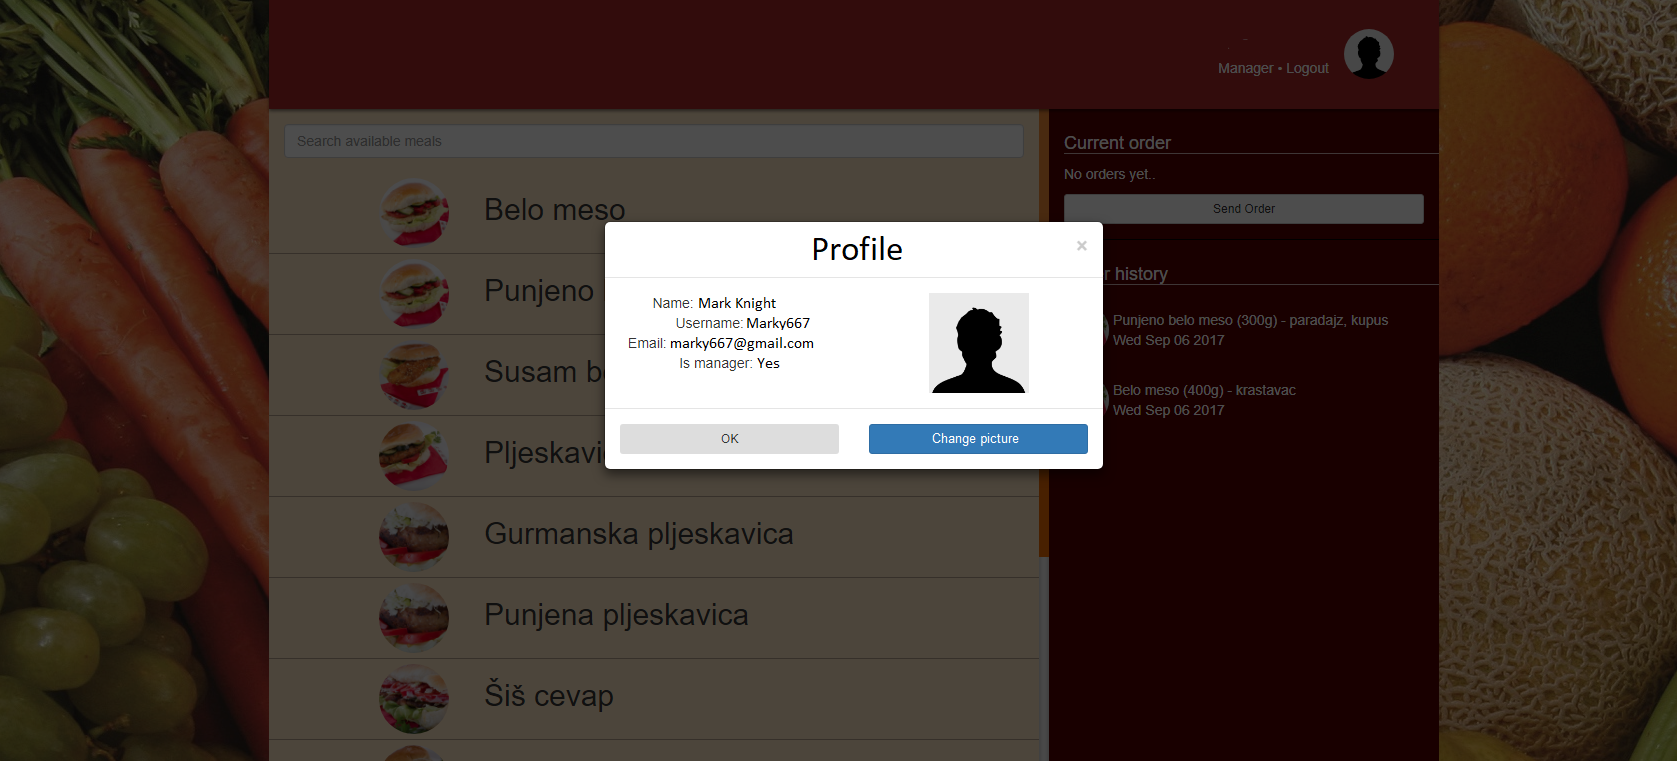 Manager • Logout
Search available meals
Belo meso
Punjeno
Susam
Pljeskavi
Gurmanska pljeskavica
Punjena pljeskavica
Šiš cevap
Profile
×
Name: Mark Knight
Username: Marky667
Email: marky667@gmail.com
Is manager: Yes
OK
Change picture
Current order
No orders yet..
Send Order
history
Punjeno belo meso (300g) - paradajz, kupus
Wed Sep 06 2017
Belo meso (400g) - krastavac
Wed Sep 06 2017